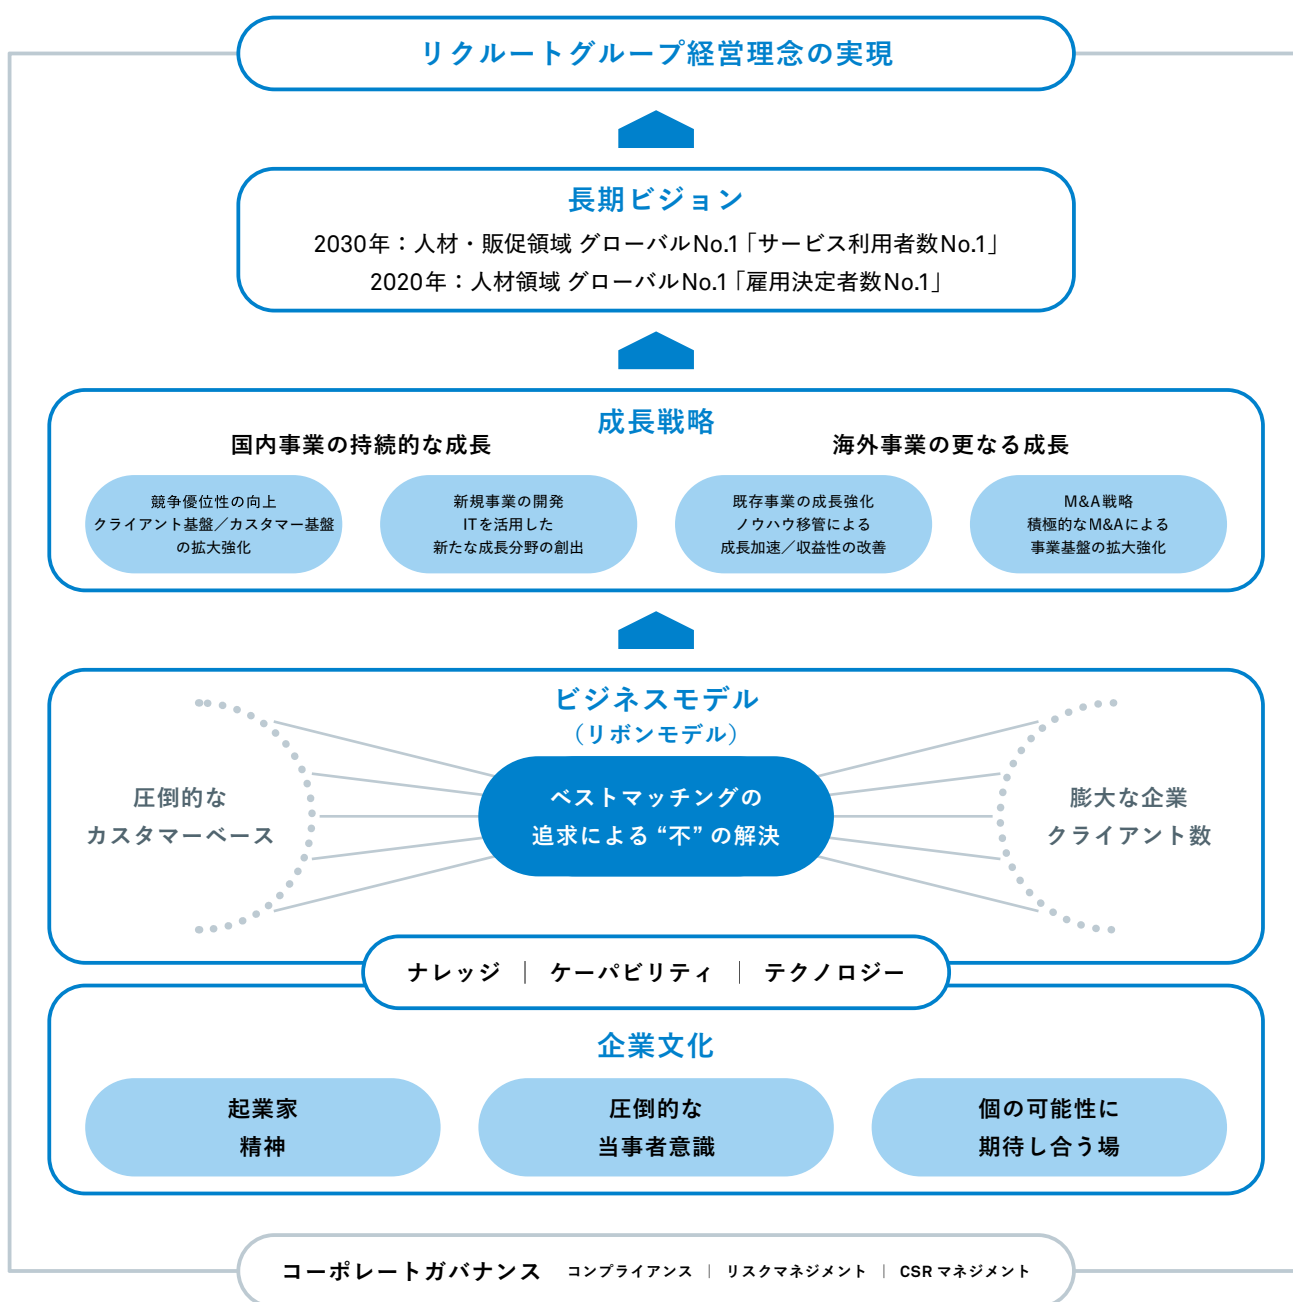 リクルートグループ経営理念の実現
長期ビジョン
2030年：人材・販促領域 グローバルNo.1「サービス利用者数No.1」
2020年：人材領域 グローバルNo.1「雇用決定者数No.1」
成長戦略
国内事業の持続的な成長
競争優位性の向上
クライアント基盤／カスタマー基盤
の拡大強化
新規事業の開発
ITを活用した
新たな成長分野の創出
海外事業の更なる成長
既存事業の成長強化
ノウハウ移管による
成長加速／収益性の改善
M&A戦略
積極的なM&Aによる
事業基盤の拡大強化
ビジネスモデル
（リボンモデル）
圧倒的な
カスタマーベース
ベストマッチングの
追求による“不”の解決
膨大な企業
クライアント数
ナレッジ ｜ ケーパビリティ ｜ テクノロジー
企業文化
起業家
精神
圧倒的な
当事者意識
個の可能性に
期待し合う場
コーポレートガバナンス コンプライアンス ｜ リスクマネジメント ｜ CSR マネジメント